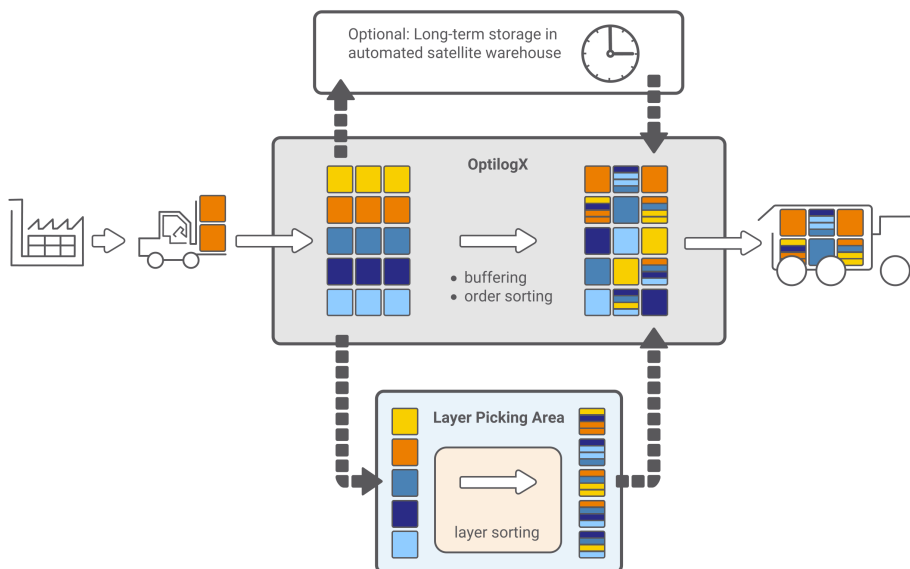 Optional: Long-term storage in
automated satellite warehouse
OptilogX
• buffering
• order sorting
Layer Picking Area
layer sorting